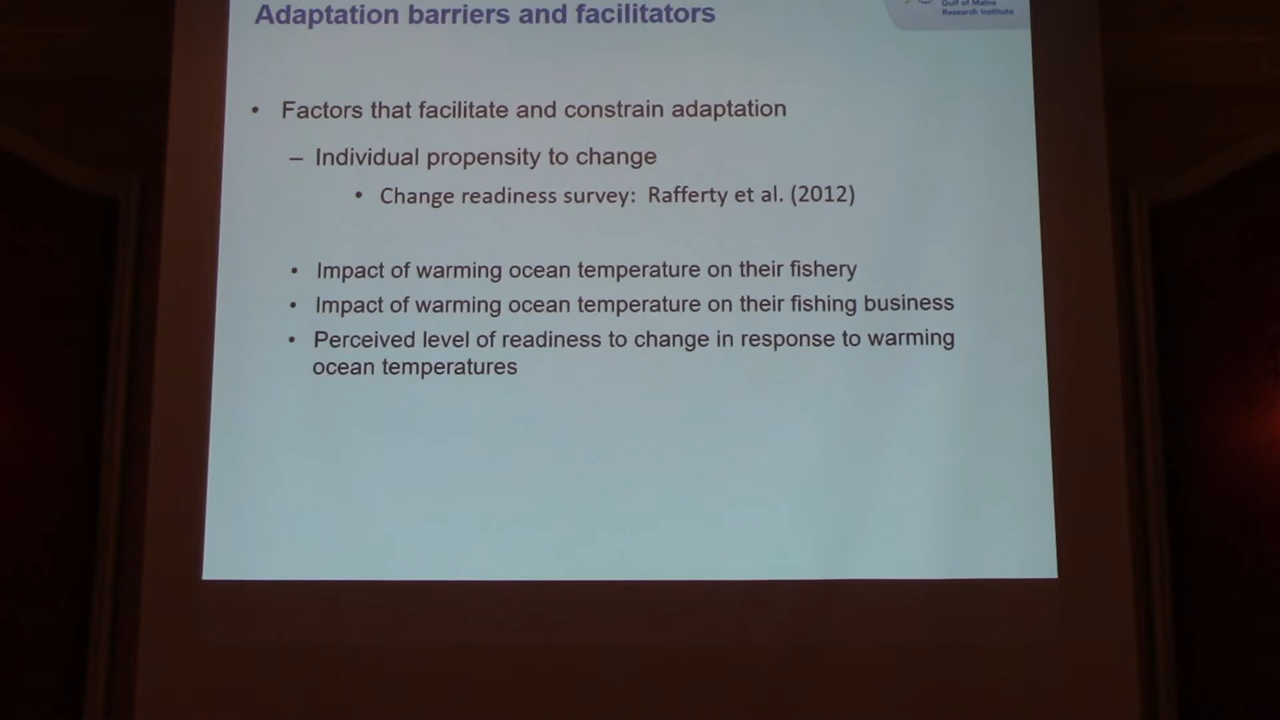 Adaptation barriers and facilitators
Gulf of Maine
Research Institute
• Factors that facilitate and constrain adaptation
– Individual propensity to change
• Change readiness survey: Rafferty et al. (2012)
• Impact of warming ocean temperature on their fishery
• Impact of warming ocean temperature on their fishing business
• Perceived level of readiness to change in response to warming
ocean temperatures